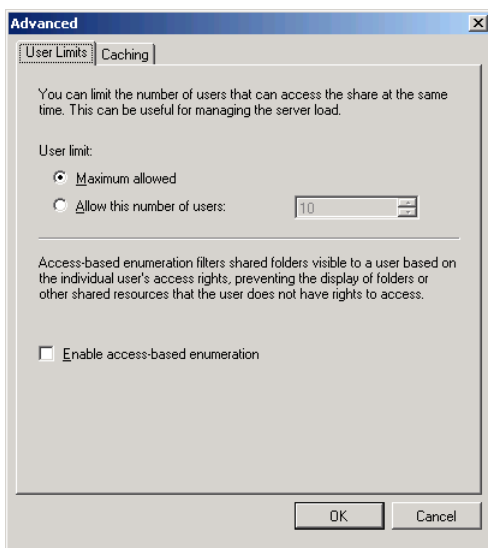 Advanced
User Limits
Caching
You can limit the number of users that can access the share at the same
time. This can be useful for managing the server load.
User limit:
Maximum allowed
Allow this number of users:
10
Access-based enumeration filters shared folders visible to a user based on
the individual user's access rights, preventing the display of folders or
other shared resources that the user does not have rights to access.
Enable access-based enumeration
OK
Cancel